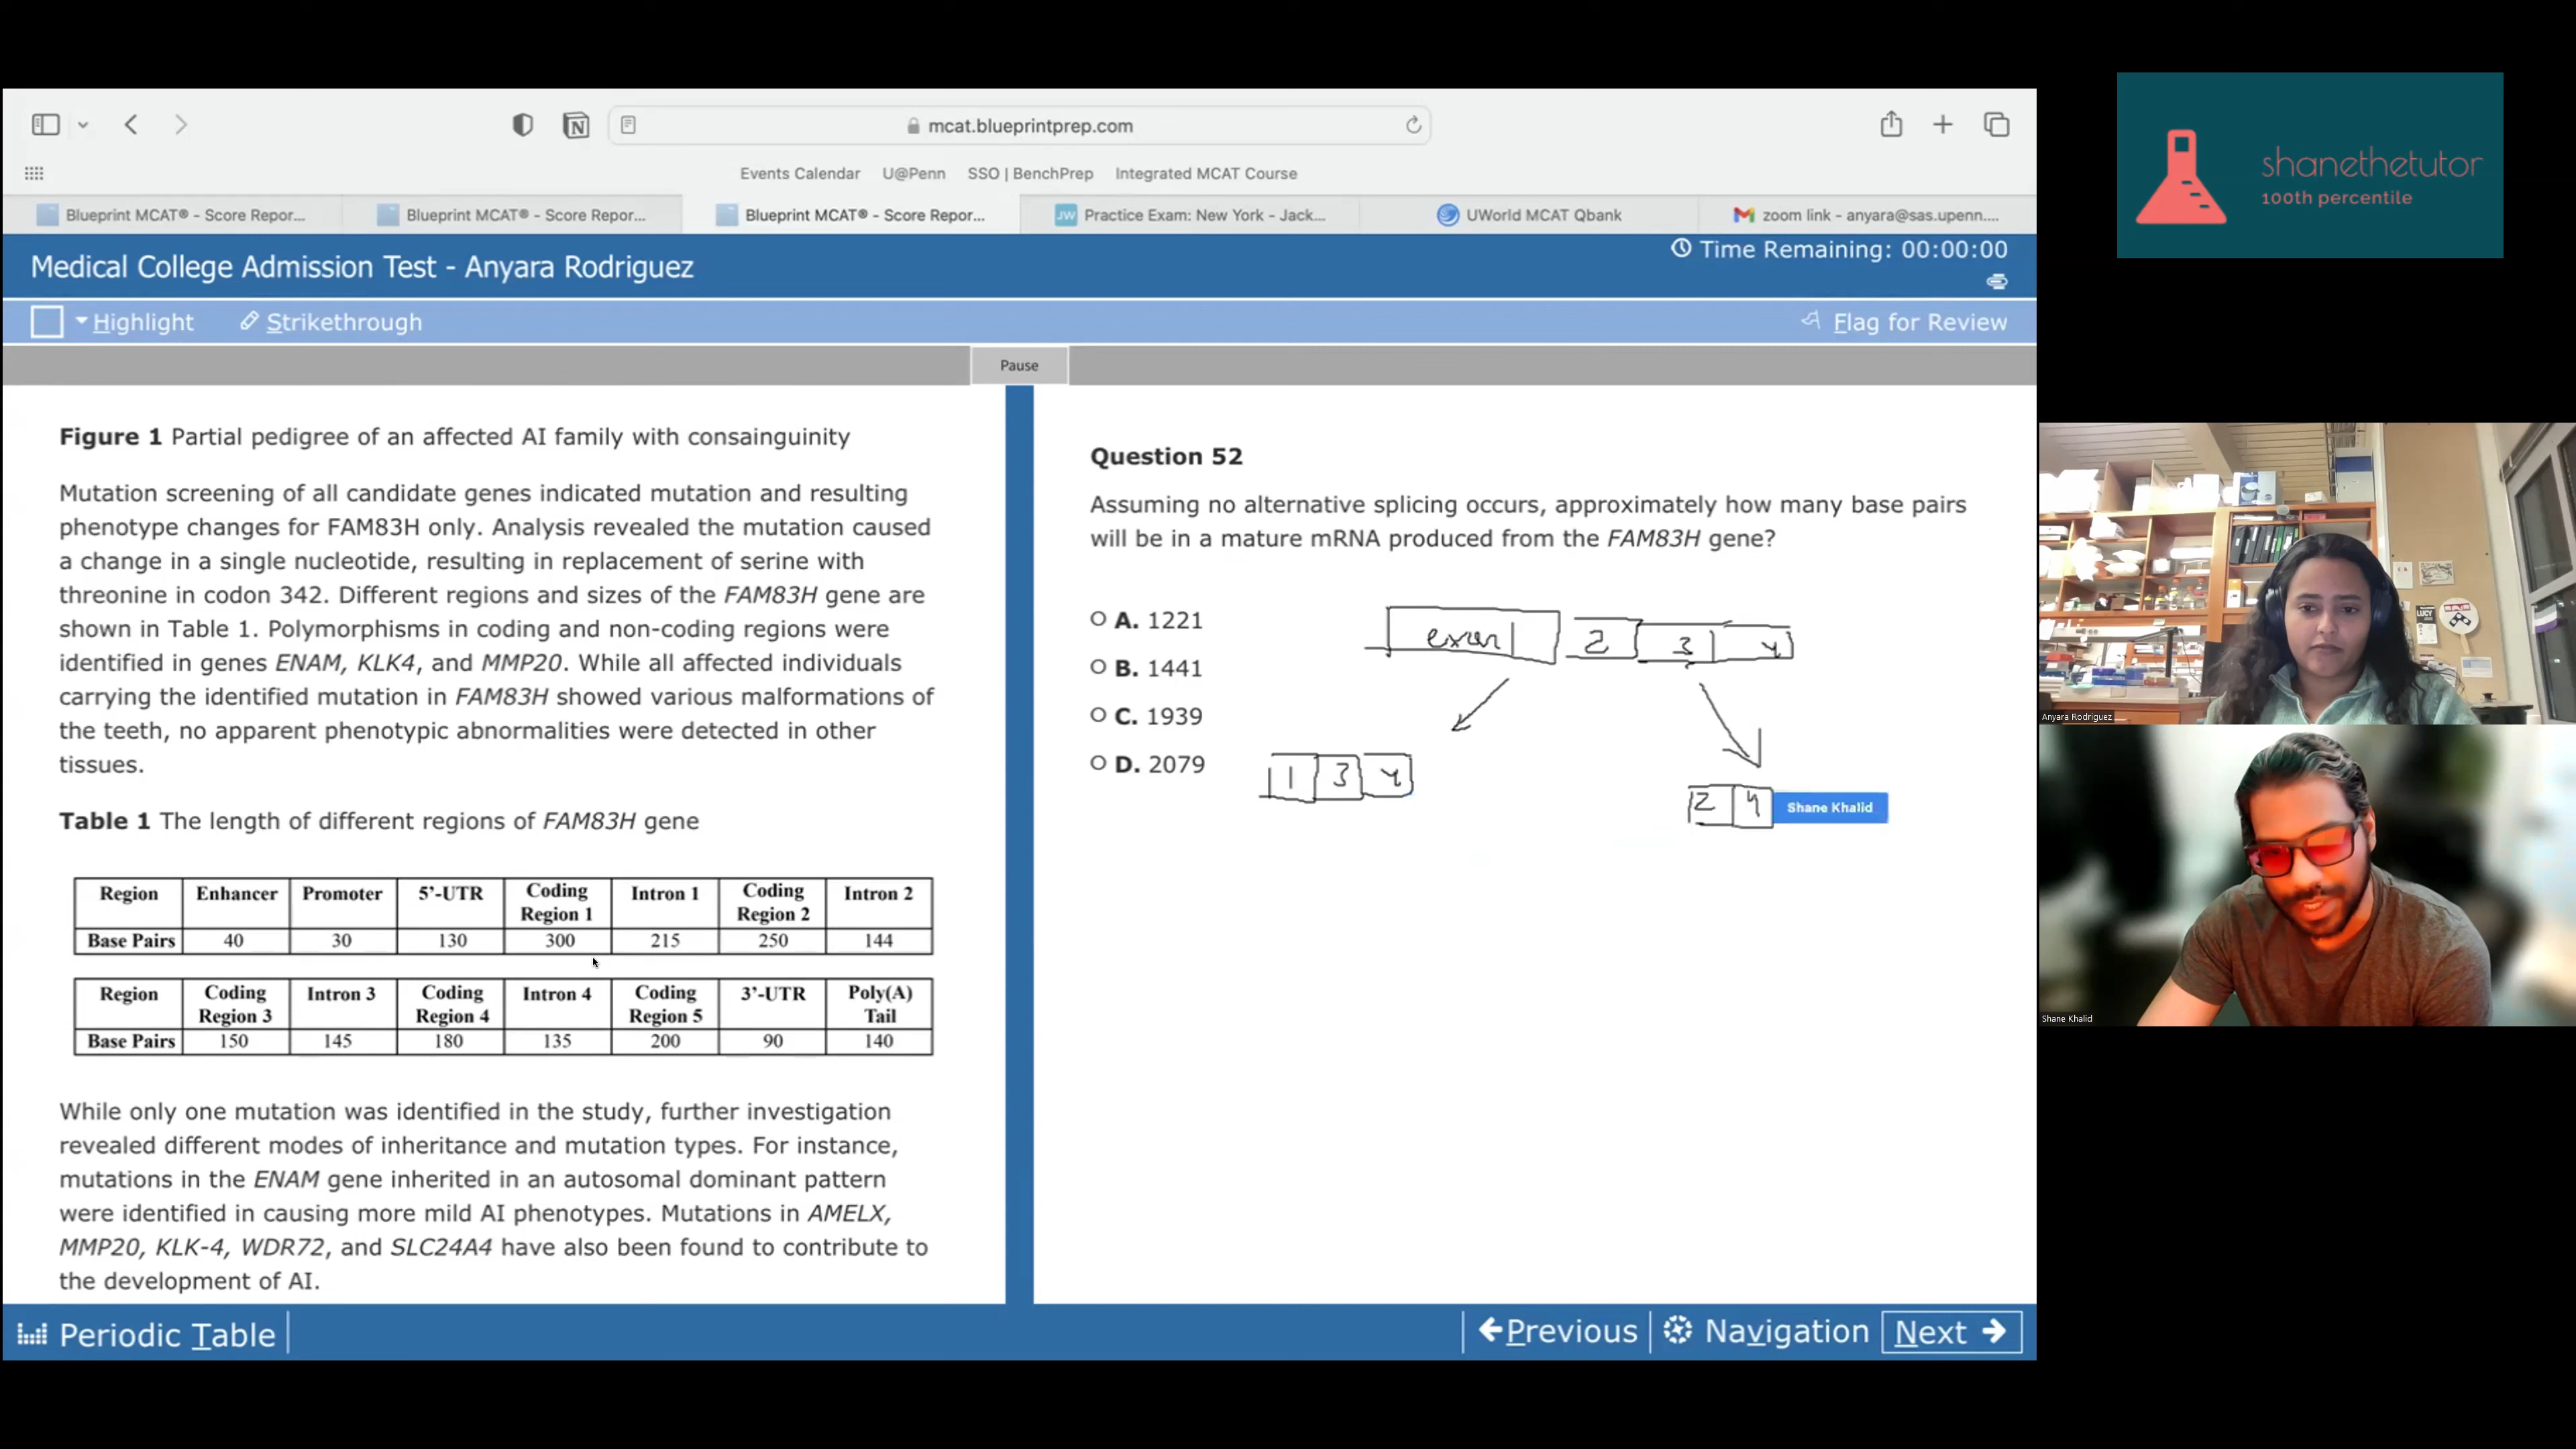 mcat.blueprintprep.com
Events Calendar U@Penn SSO | BenchPrep Integrated MCAT Course
Blueprint MCAT® - Score Repor... Blueprint MCAT® - Score Repor... Blueprint MCAT® - Score Repor... JW Practice Exam: New York - Jack... UWorld MCAT Qbank zoom link - anyara@sas.upenn....
Medical College Admission Test - Anyara Rodriguez
Time Remaining: 00:00:00
Highlight Strikethrough Flag for Review
Pause
Figure 1 Partial pedigree of an affected AI family with consainguinity
Mutation screening of all candidate genes indicated mutation and resulting
phenotype changes for FAM83H only. Analysis revealed the mutation caused
a change in a single nucleotide, resulting in replacement of serine with
threonine in codon 342. Different regions and sizes of the FAM83H gene are
shown in Table 1. Polymorphisms in coding and non-coding regions were
identified in genes ENAM, KLK4, and MMP20. While all affected individuals
carrying the identified mutation in FAM83H showed various malformations of
the teeth, no apparent phenotypic abnormalities were detected in other
tissues.
Table 1 The length of different regions of FAM83H gene
Region Enhancer Promoter 5'-UTR Coding Region 1 Intron 1 Coding Region 2 Intron 2
Base Pairs 40 30 130 300 215 250 144
Region Coding Region 3 Intron 3 Coding Region 4 Intron 4 Coding Region 5 3'-UTR Poly(A) Tail
Base Pairs 150 145 180 135 200 90 140
While only one mutation was identified in the study, further investigation
revealed different modes of inheritance and mutation types. For instance,
mutations in the ENAM gene inherited in an autosomal dominant pattern
were identified in causing more mild AI phenotypes. Mutations in AMELX,
MMP20, KLK-4, WDR72, and SLC24A4 have also been found to contribute to
the development of AI.
Question 52
Assuming no alternative splicing occurs, approximately how many base pairs
will be in a mature mRNA produced from the FAM83H gene?
A. 1221
B. 1441
C. 1939
D. 2079
exon 1 2 3 4
1 3 4
2 4
Shane Khalid
Periodic Table
Previous Navigation Next
shanethetutor
100th percentile
Anyara Rodriguez
Shane Khalid